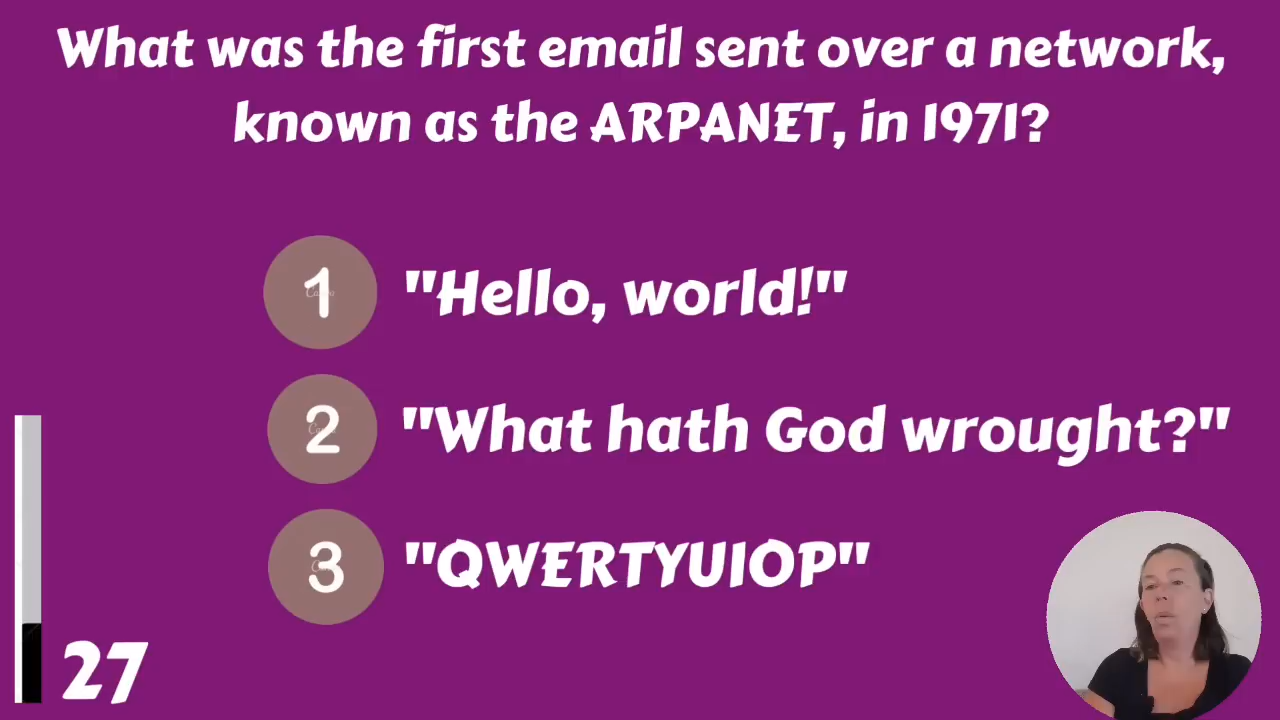 What was the first email sent over a network,
known as the ARPANET, in 1971?
1 "Hello, world!"
2 "What hath God wrought?"
3 "QWERTYUIOP"
27